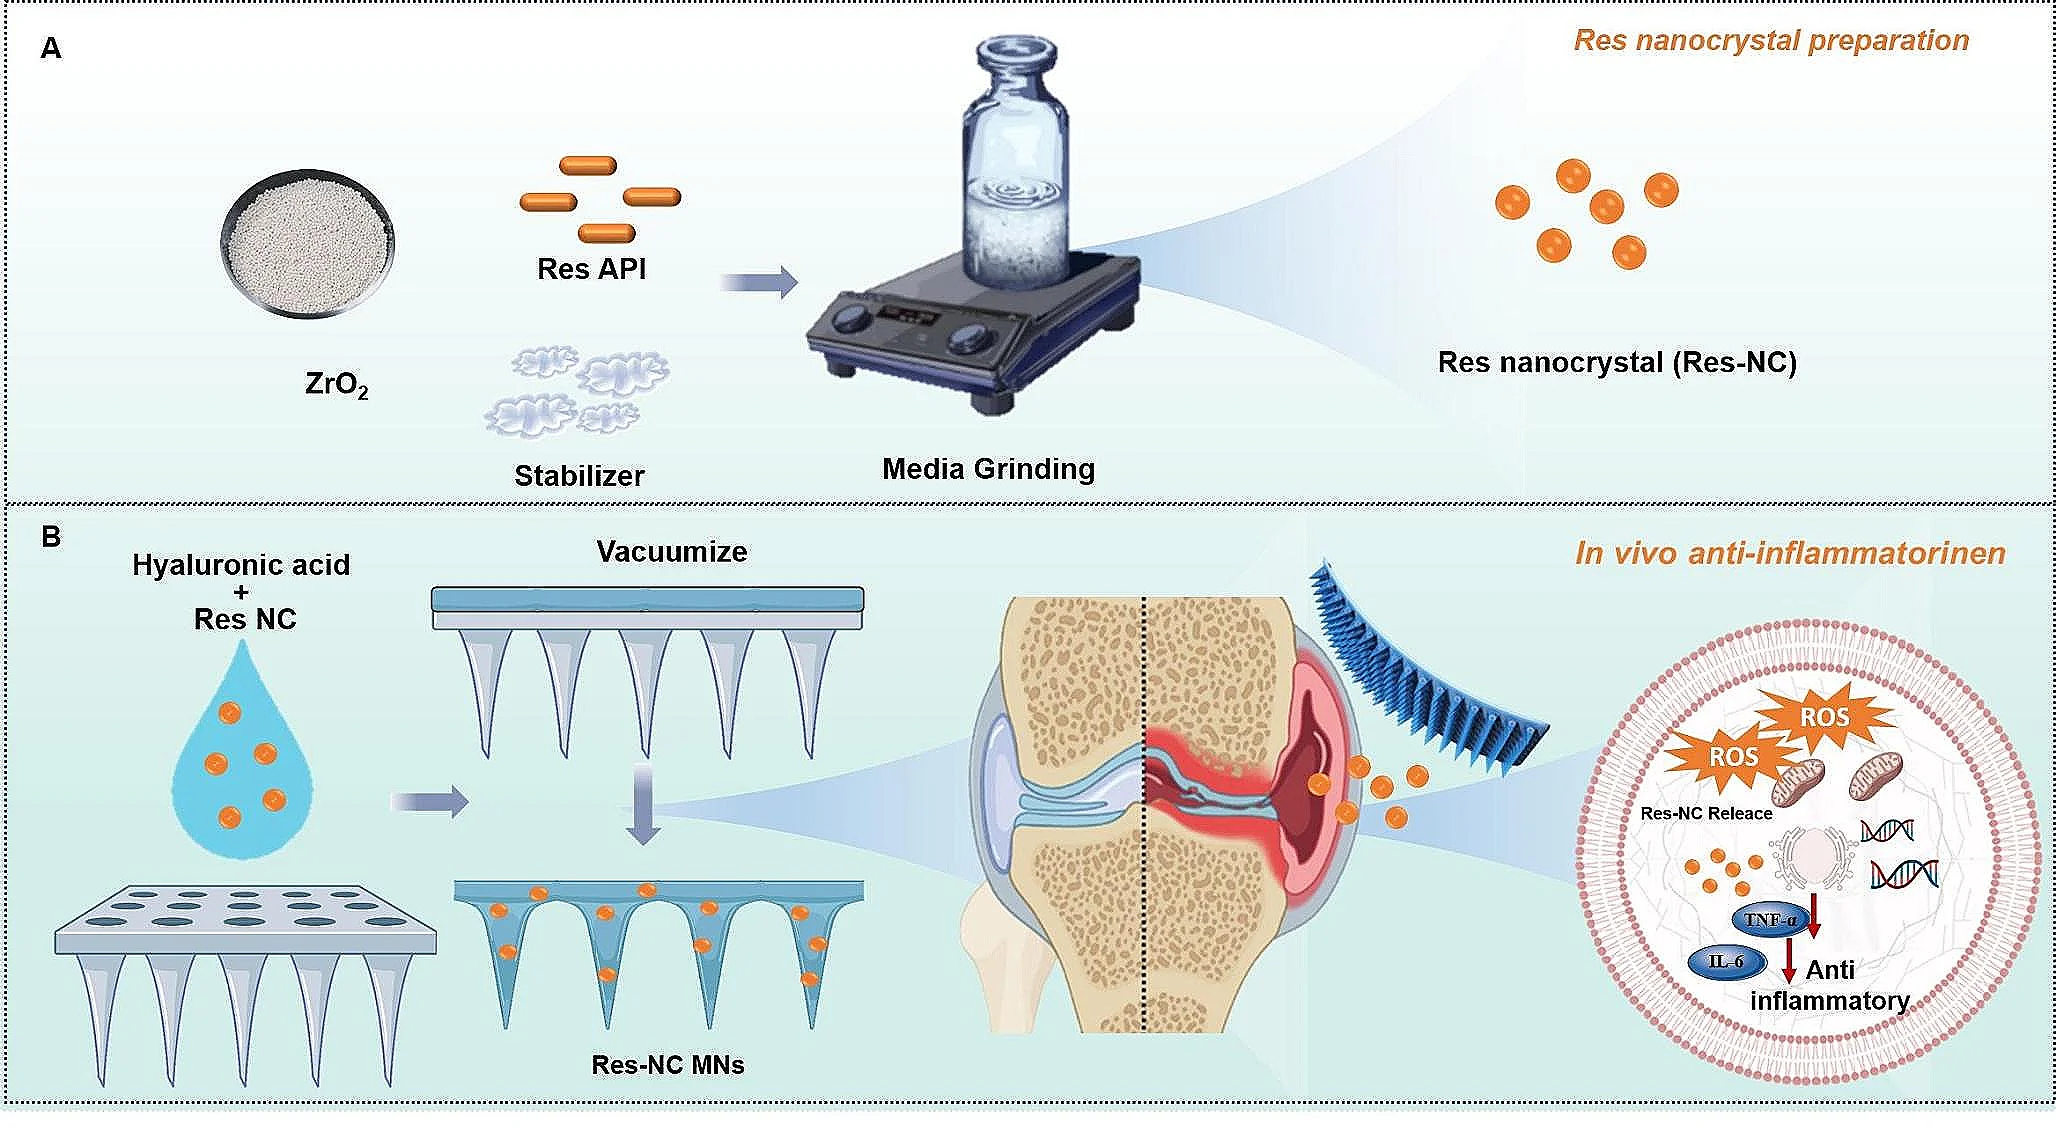 A
Res nanocrystal preparation
Res API
ZrO2
Stabilizer
Media Grinding
Res nanocrystal (Res-NC)
B
Hyaluronic acid
+
Res NC
Vacuumize
Res-NC MNs
In vivo anti-inflammatorinen
ROS
ROS
Res-NC Releace
TNF-α
IL-6
Anti
inflammatory